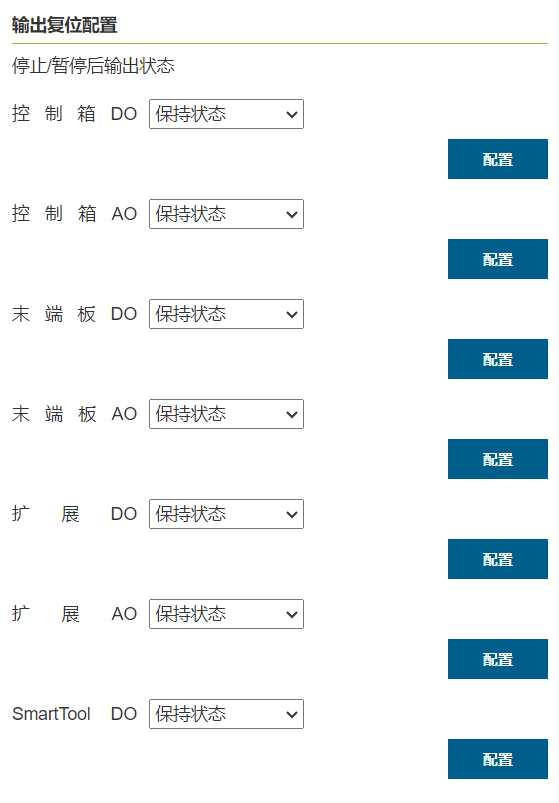 输出复位配置
停止/暂停后输出状态
控制箱 DO 保持状态
配置
控制箱 AO 保持状态
配置
末端板 DO 保持状态
配置
末端板 AO 保持状态
配置
扩展 DO 保持状态
配置
扩展 AO 保持状态
配置
SmartTool DO 保持状态
配置